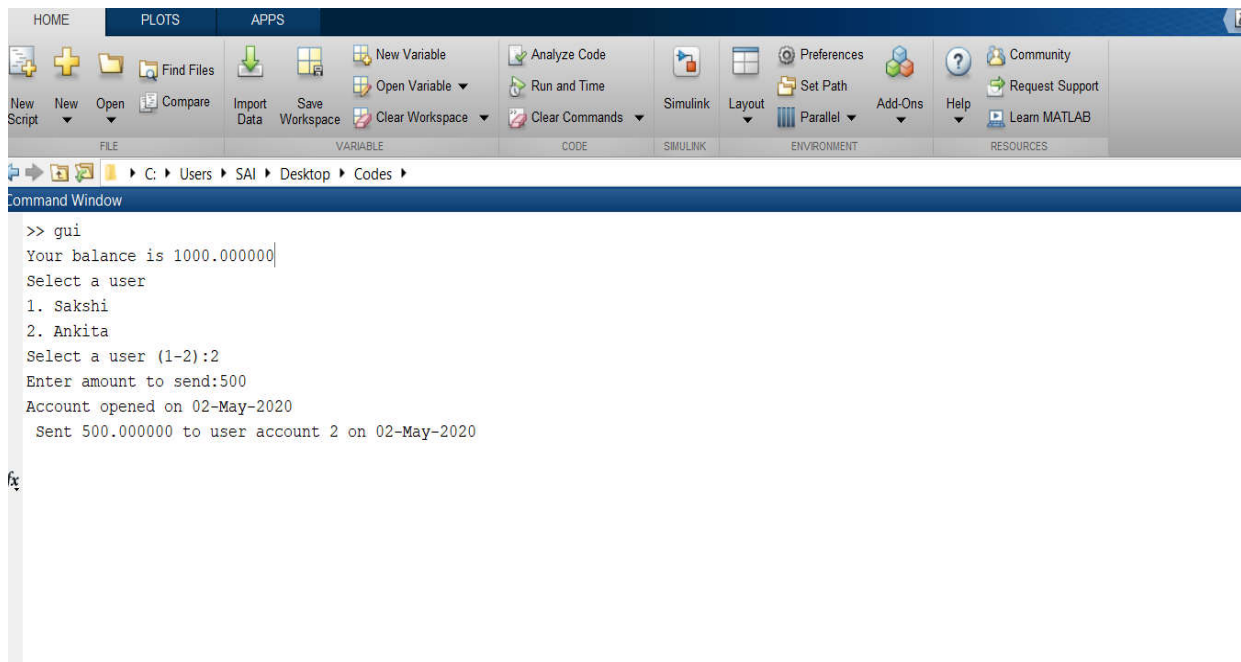 HOME PLOTS APPS
New Script
New
Open
Find Files
Compare
Import Data
Save Workspace
New Variable
Open Variable
Clear Workspace
Analyze Code
Run and Time
Clear Commands
Simulink
Layout
Preferences
Set Path
Parallel
Add-Ons
Help
Community
Request Support
Learn MATLAB
FILE VARIABLE CODE SIMULINK ENVIRONMENT RESOURCES
C: Users SAI Desktop Codes
Command Window
>> gui
Your balance is 1000.000000
Select a user
1. Sakshi
2. Ankita
Select a user (1-2):2
Enter amount to send:500
Account opened on 02-May-2020
Sent 500.000000 to user account 2 on 02-May-2020
fx